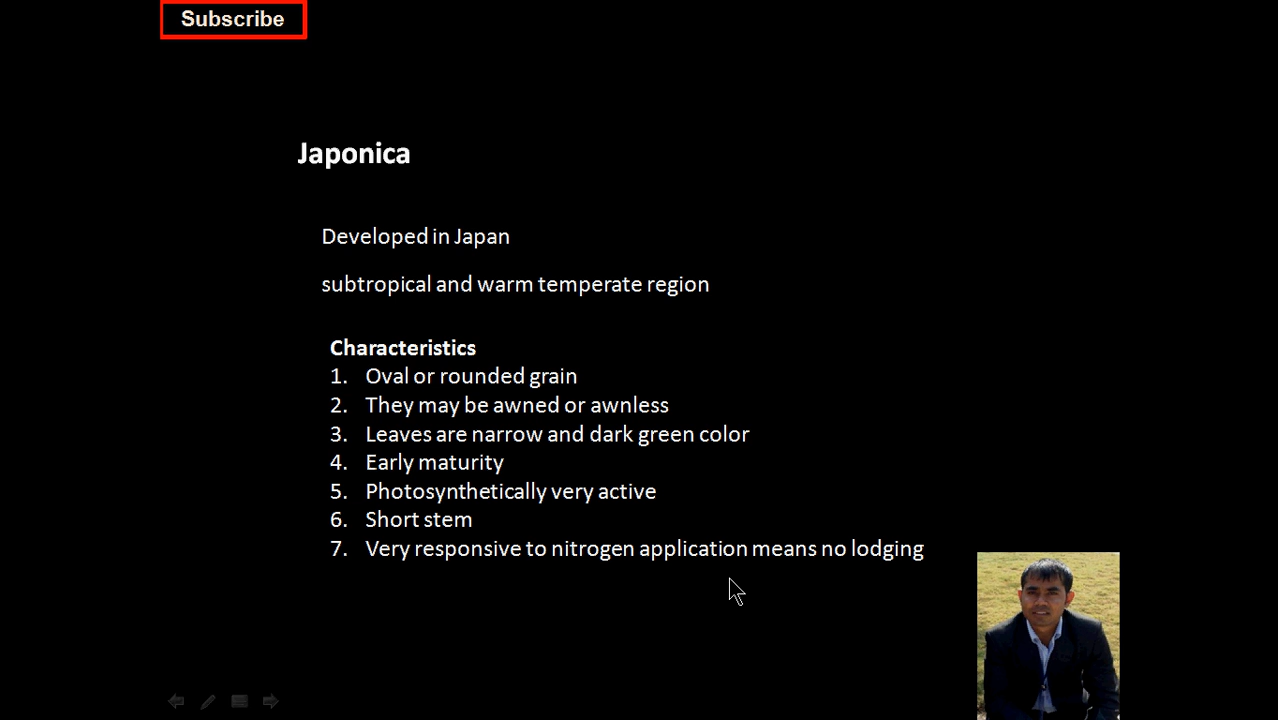 Subscribe
Japonica
Developed in Japan
subtropical and warm temperate region
Characteristics
1. Oval or rounded grain
2. They may be awned or awnless
3. Leaves are narrow and dark green color
4. Early maturity
5. Photosynthetically very active
6. Short stem
7. Very responsive to nitrogen application means no lodging